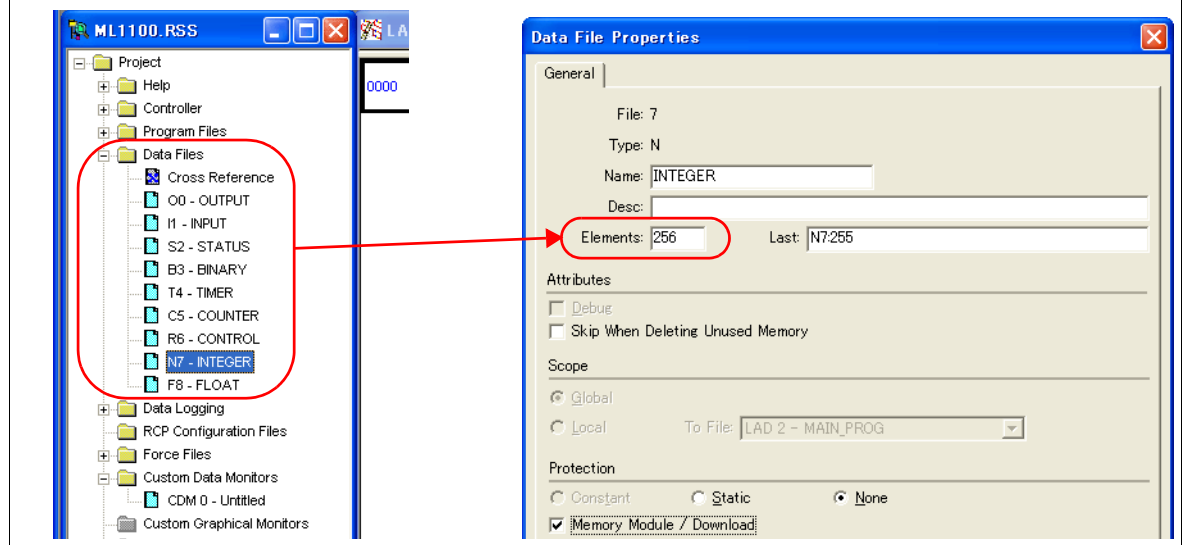 ML1100.RSS
LA
0000
Project
Help
Controller
Program Files
Data Files
Cross Reference
O0 - OUTPUT
I1 - INPUT
S2 - STATUS
B3 - BINARY
T4 - TIMER
C5 - COUNTER
R6 - CONTROL
N7 - INTEGER
F8 - FLOAT
Data Logging
RCP Configuration Files
Force Files
Custom Data Monitors
CDM 0 - Untitled
Custom Graphical Monitors
Data File Properties
General
File: 7
Type: N
Name: INTEGER
Desc:
Elements: 256 Last: N7:255
Attributes
Debug
Skip When Deleting Unused Memory
Scope
Global
Local To File: LAD 2 - MAIN_PROG
Protection
Constant Static None
Memory Module / Download